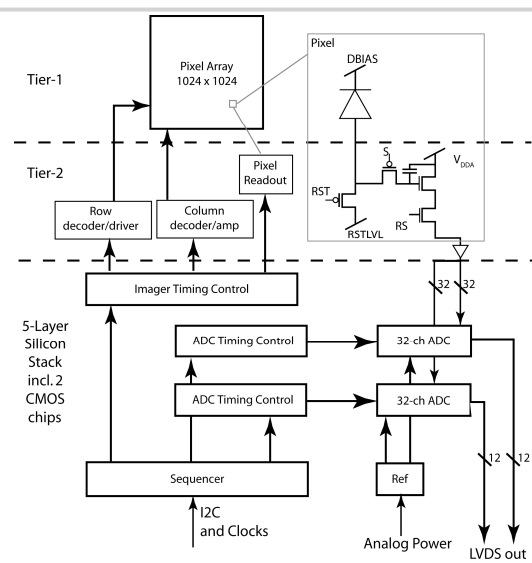 Tier-1
Pixel Array
1024 x 1024
Pixel
DBIAS
Tier-2
Pixel
Readout
S
VDDA
RST
RS
RSTLVL
Row
decoder/driver
Column
decoder/amp
32
32
Imager Timing Control
5-Layer
Silicon
Stack
incl. 2
CMOS
chips
ADC Timing Control
32-ch ADC
ADC Timing Control
32-ch ADC
12
12
Sequencer
Ref
I2C
and Clocks
Analog Power
LVDS out